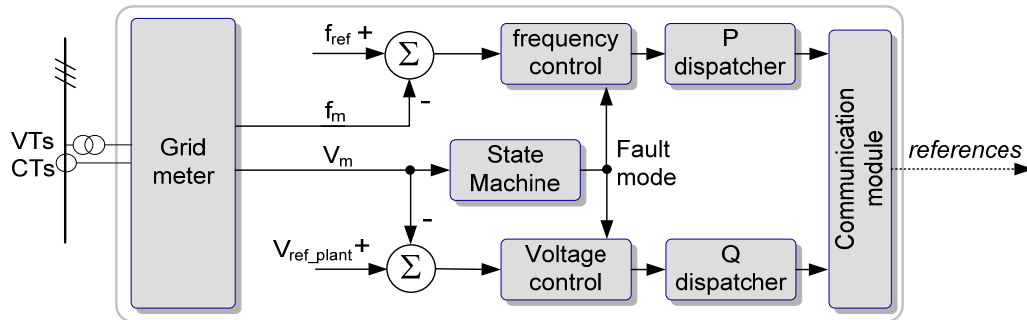 VTs
CTs
Grid
meter
f_ref +
Σ
-
f_m
V_m
-
V_ref_plant +
Σ
frequency
control
State
Machine
Fault
mode
Voltage
control
P
dispatcher
Q
dispatcher
Communication
module
references